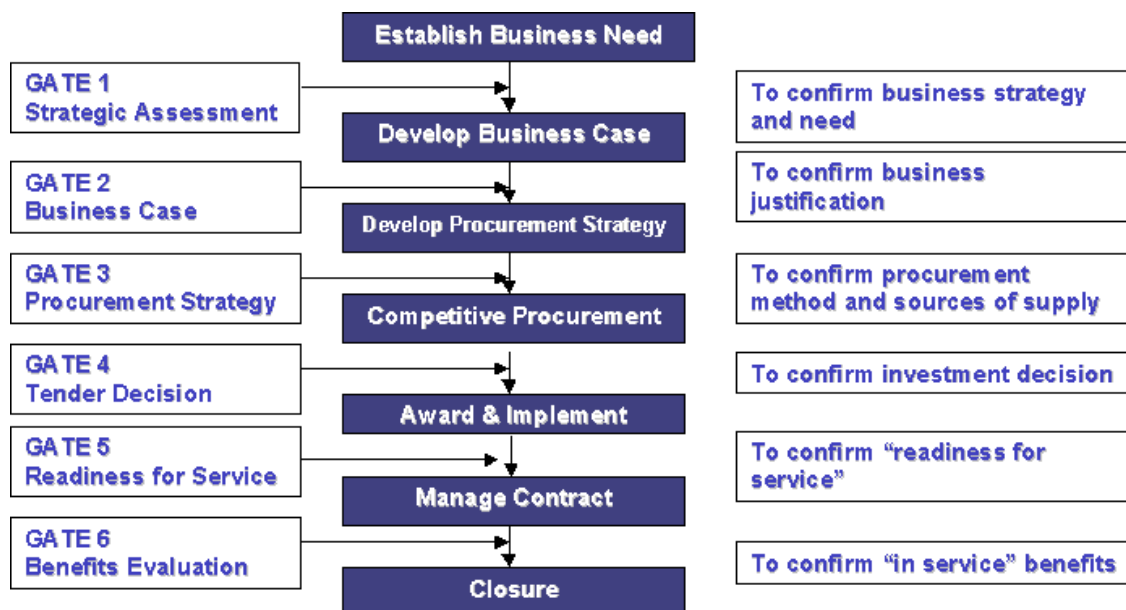 Establish Business Need
GATE 1
Strategic Assessment
To confirm business strategy
and need
Develop Business Case
GATE 2
Business Case
To confirm business
justification
Develop Procurement Strategy
GATE 3
Procurement Strategy
To confirm procurement
method and sources of supply
Competitive Procurement
GATE 4
Tender Decision
To confirm investment decision
Award & Implement
GATE 5
Readiness for Service
To confirm “readiness for
service”
Manage Contract
GATE 6
Benefits Evaluation
To confirm “in service” benefits
Closure